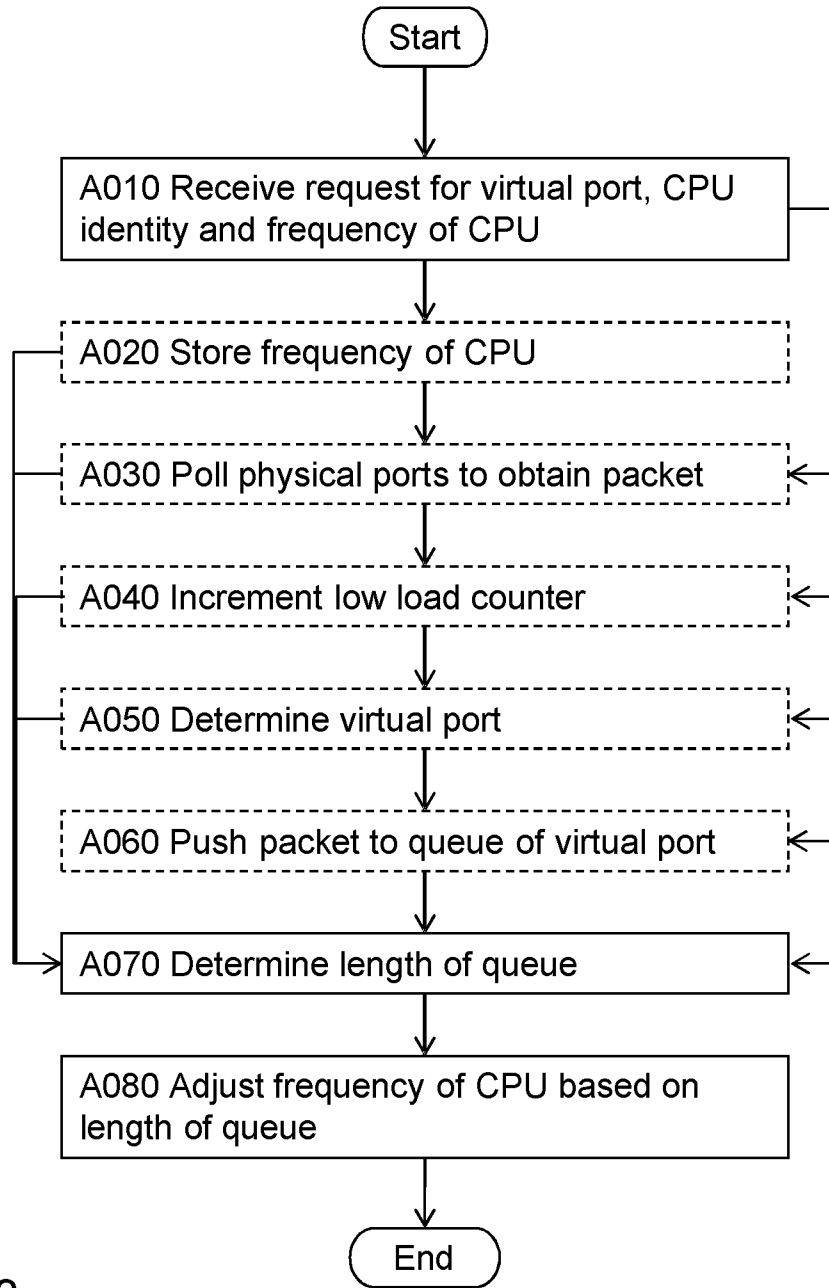 Start
A010 Receive request for virtual port, CPU
identity and frequency of CPU
A020 Store frequency of CPU
A030 Poll physical ports to obtain packet
A040 Increment low load counter
A050 Determine virtual port
A060 Push packet to queue of virtual port
A070 Determine length of queue
A080 Adjust frequency of CPU based on
length of queue
End